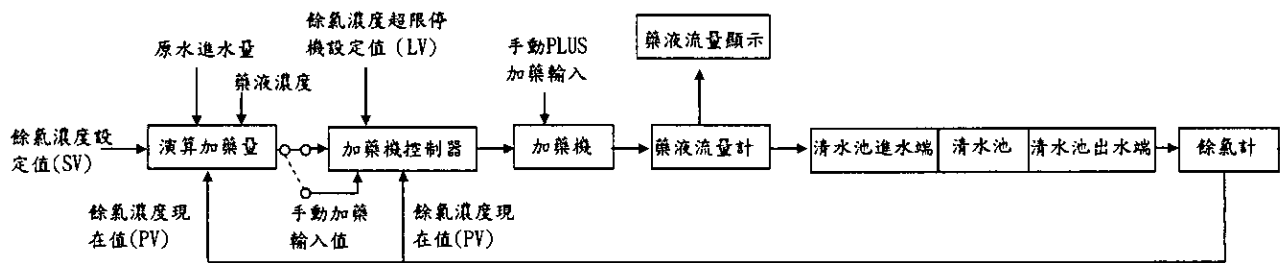 餘氣濃度超限停
機設定值(LV)
原水進水量
藥液濃度
手動PLUS
加藥輸入
藥液流量顯示
餘氣濃度設
定值(SV)
演算加藥量
加藥機控制器
加藥機
藥液流量計
清水池進水端
清水池
清水池出水端
餘氣計
餘氣濃度現
在值(PV)
手動加藥
輸入值
餘氣濃度現
在值(PV)